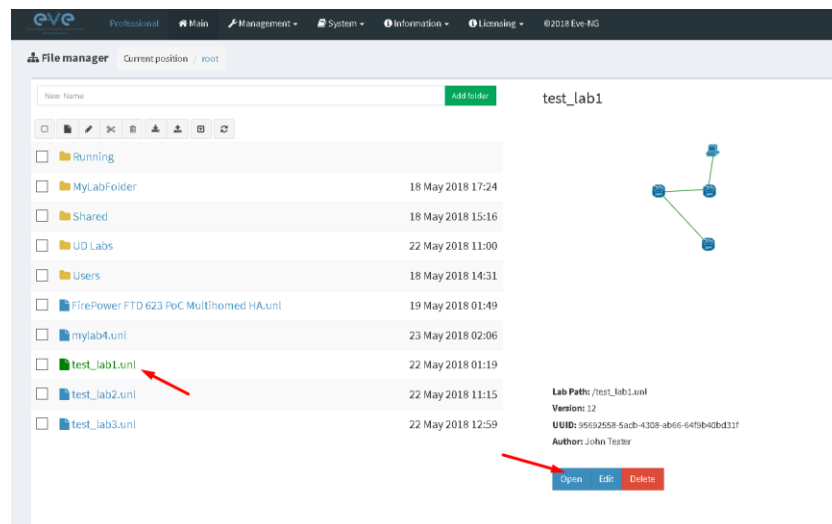 eve
Professional Main Management System Information Licensing ©2018 Eve-NG
File manager Current position / root
New Name Add folder
test_lab1
Running
MyLabFolder 18 May 2018 17:24
Shared 18 May 2018 15:16
UD Labs 22 May 2018 11:00
Users 18 May 2018 14:31
FirePower FTD 623 PoC Multihomed HA.unl 19 May 2018 01:49
mylab4.unl 23 May 2018 02:06
test_lab1.unl 22 May 2018 01:19
test_lab2.unl 22 May 2018 11:15
test_lab3.unl 22 May 2018 12:59
Lab Path: /test_lab1.unl
Version: 12
UUID: 95692558-5acb-4308-ab66-64f9b40bd31f
Author: John Tester
Open Edit Delete